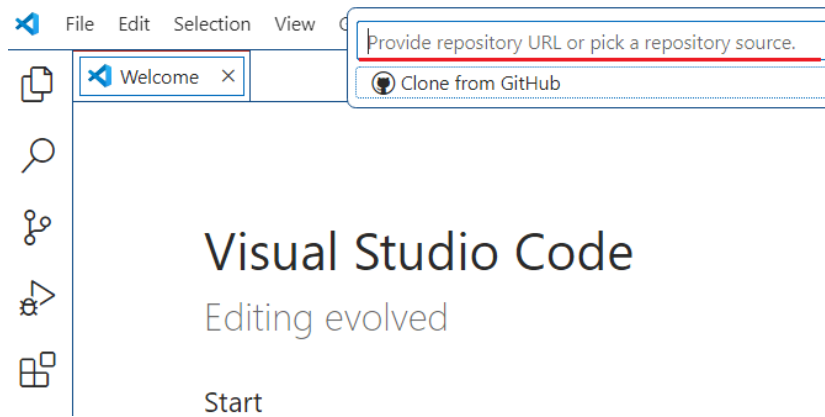 File Edit Selection View
Provide repository URL or pick a repository source.
Welcome
Clone from GitHub
Visual Studio Code
Editing evolved
Start